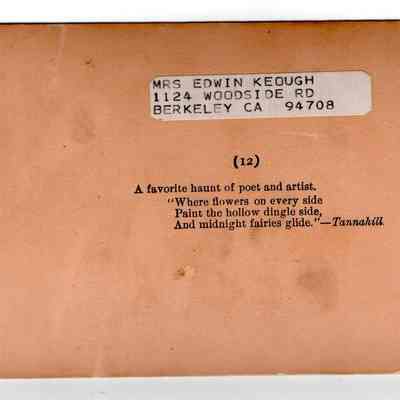 MRS EDWIN KEOUGH
1124 WOODSIDE RD
BERKELEY CA 94708
(12)
A favorite haunt of poet and artist.
"Where flowers on every side
Paint the hollow dingle side,
And midnight fairies glide."—Tannahill.